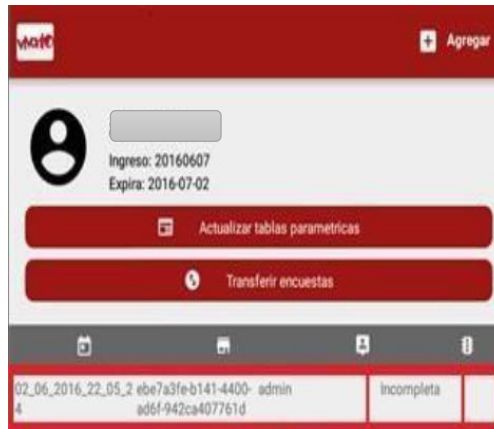 Agregar
Ingreso: 20160607
Expira: 2016-07-02
Actualizar tablas parametricas
Transferir encuestas
02_06_2016_22_05_2 ebe7a3fe-b141-4400- admin Incompleta
4 ad6f-942ca407761d